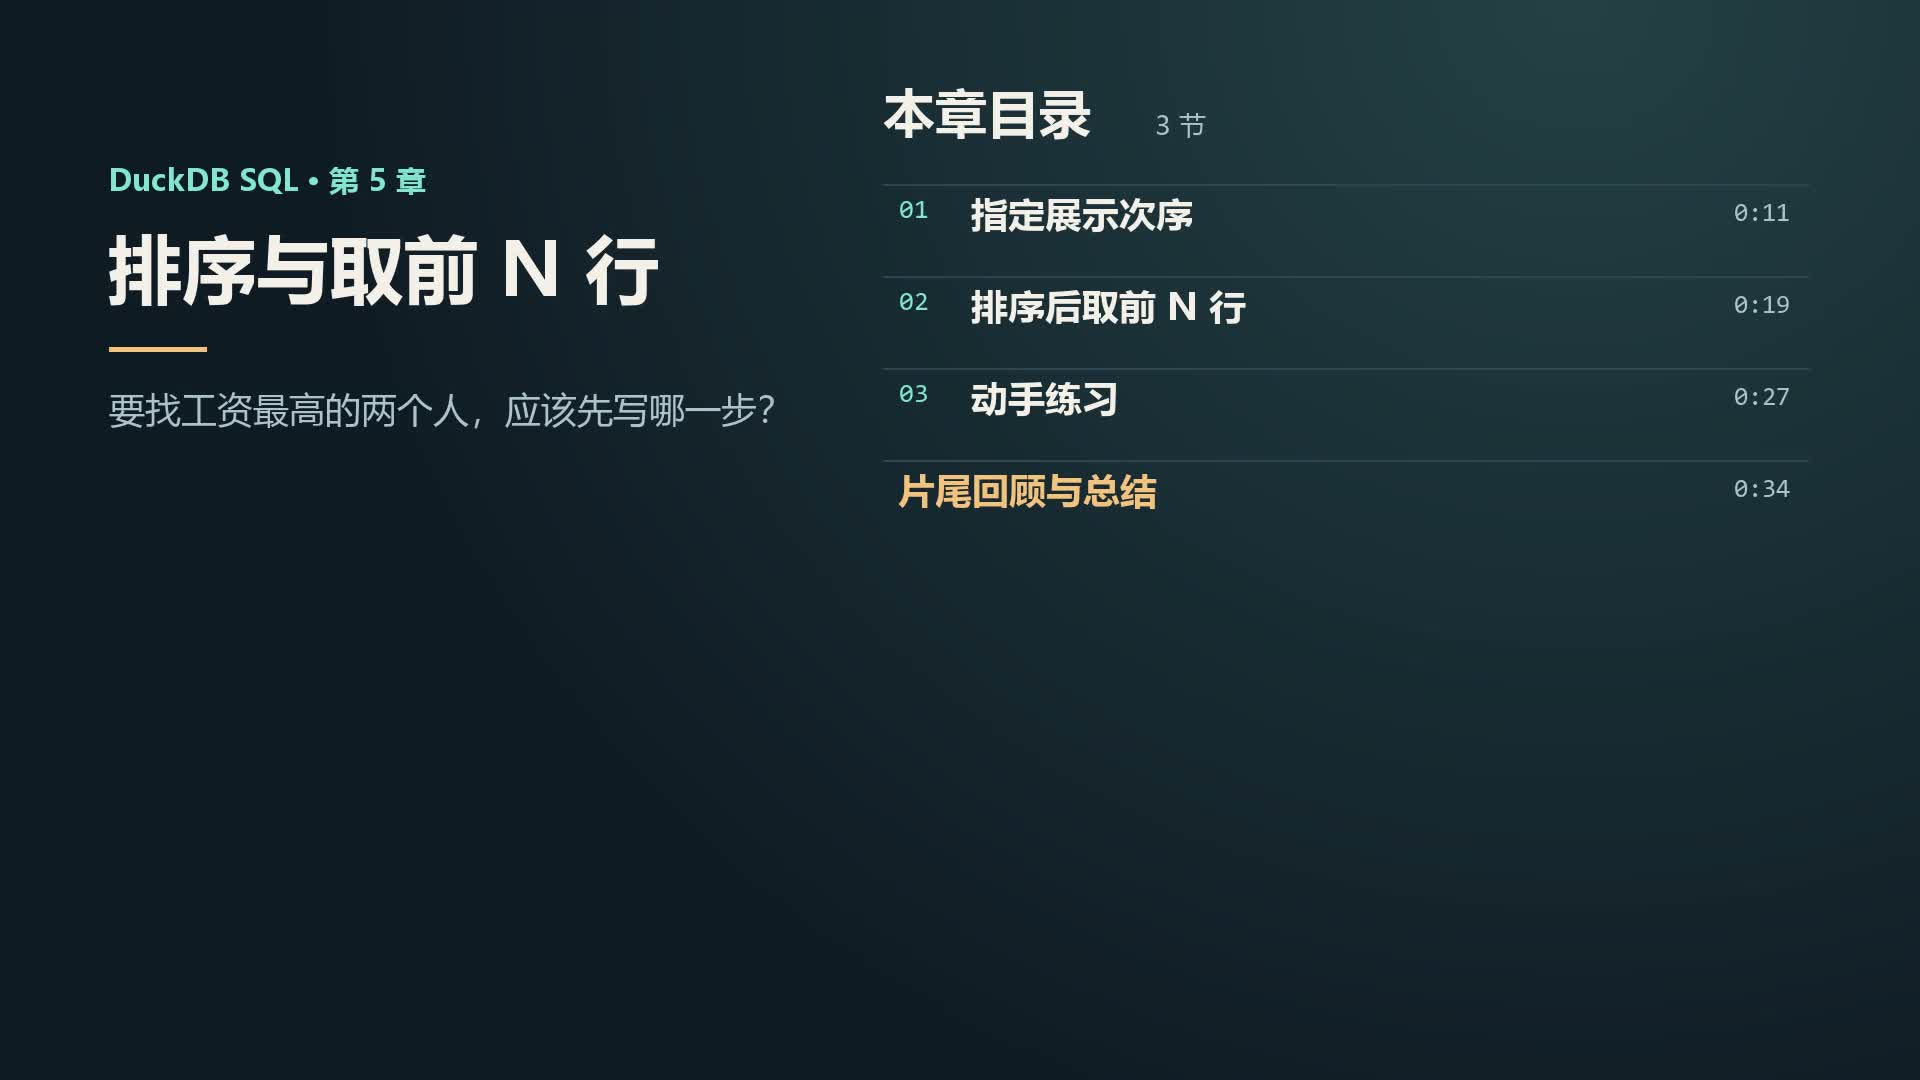 DuckDB SQL • 第 5 章
排序与取前 N 行
要找工资最高的两个人，应该先写哪一步？
本章目录 3 节
01 指定展示次序 0:11
02 排序后取前 N 行 0:19
03 动手练习 0:27
片尾回顾与总结 0:34